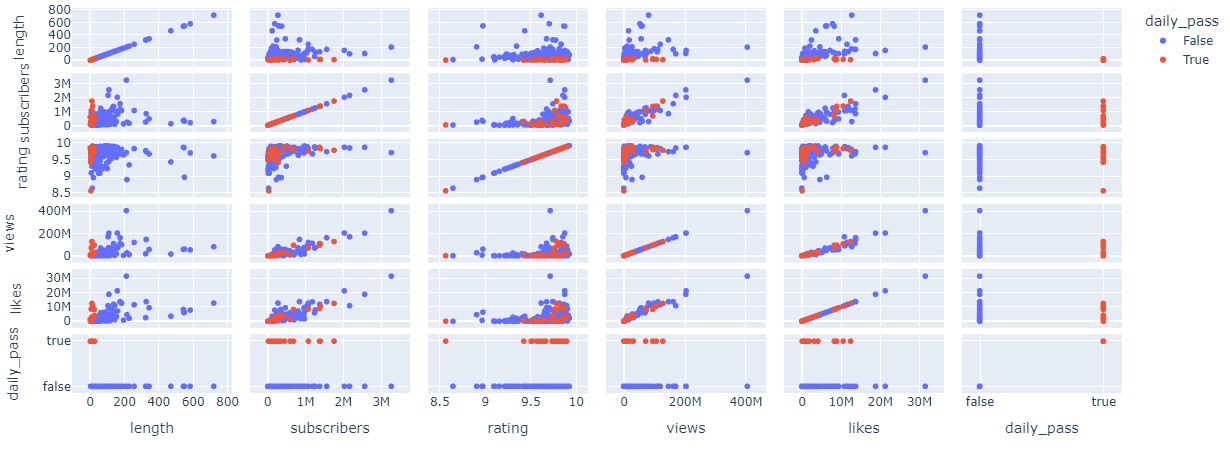 daily_pass
False
True
length
800
600
400
200
0
subscribers
3M
2M
1M
0
rating
10
9.5
9
8.5
views
400M
200M
0
likes
30M
20M
10M
0
daily_pass
true
false
0 200 400 600 800 0 1M 2M 3M 8.5 9 9.5 10 0 200M 400M 0 10M 20M 30M false true
length subscribers rating views likes daily_pass